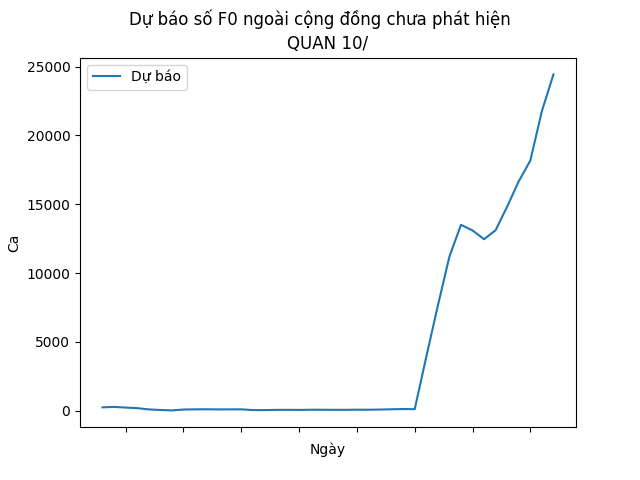 Dự báo số F0 ngoài cộng đồng chưa phát hiện
QUAN 10/
Dự báo
25000
20000
15000
10000
5000
0
Ca
Ngày